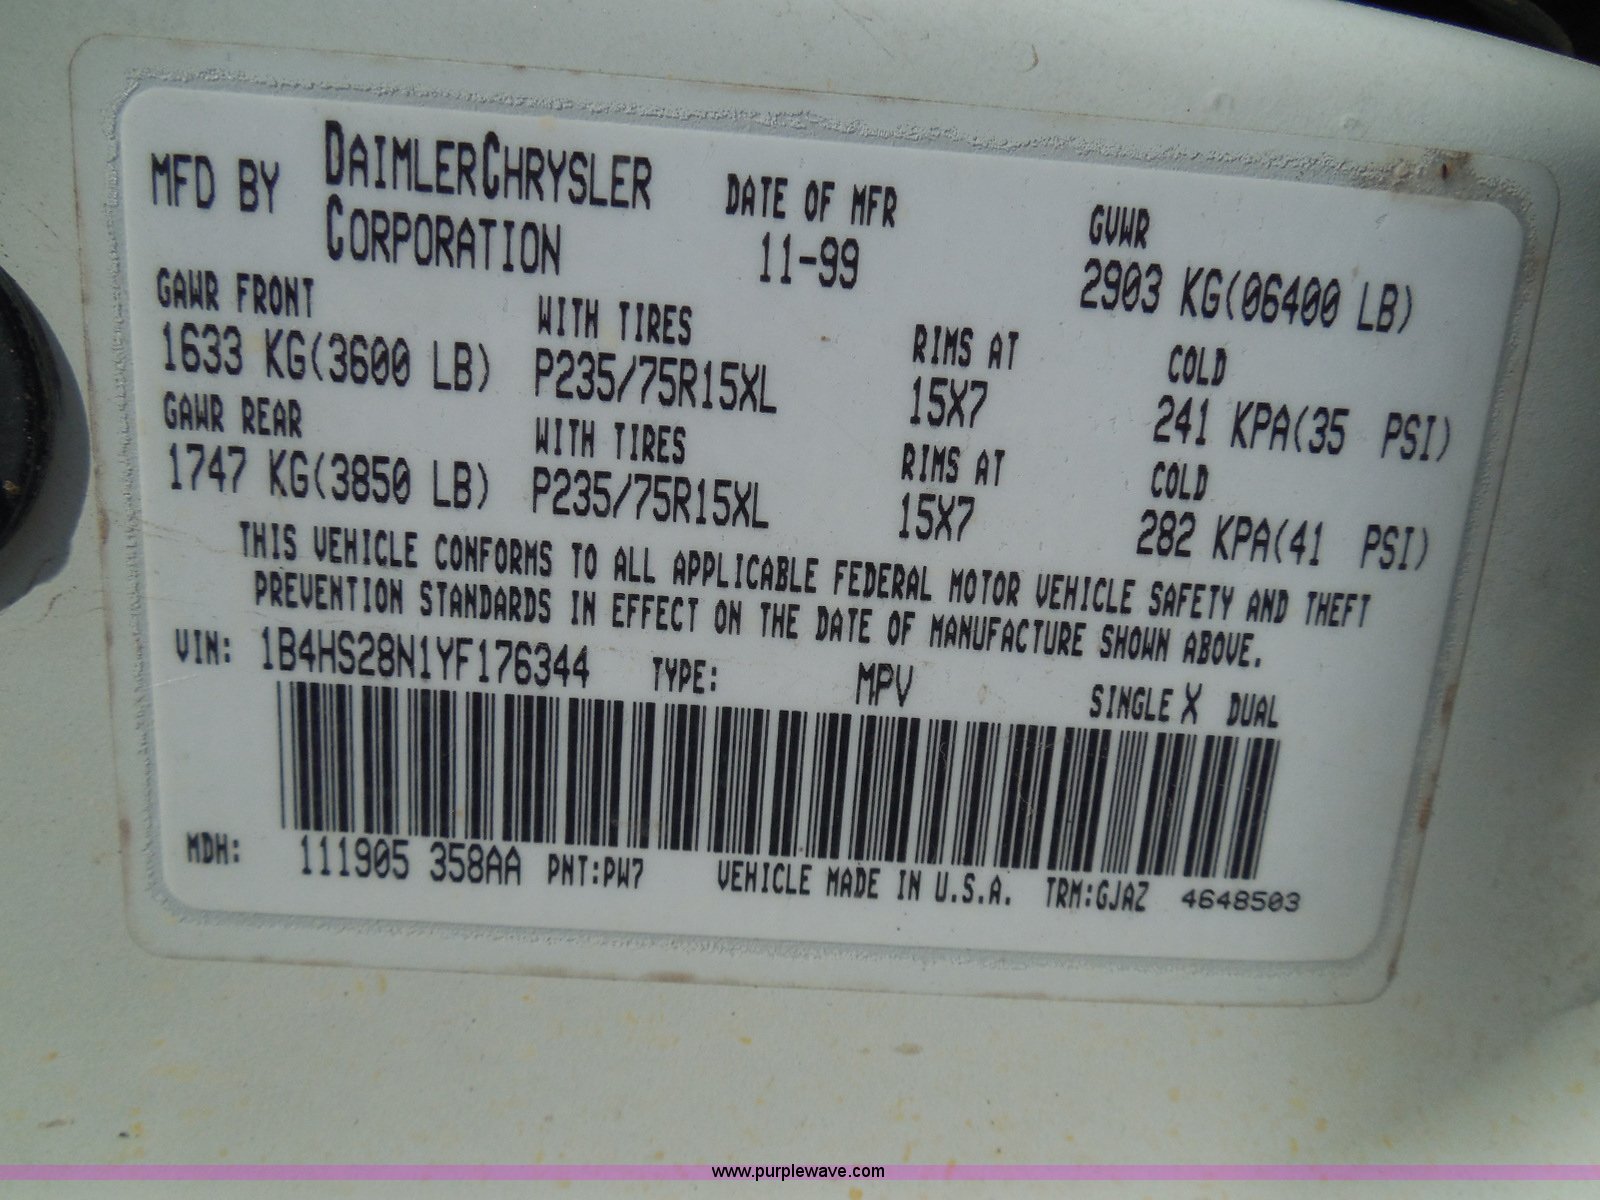 MFD BY DAIMLERCHRYSLER CORPORATION DATE OF MFR 11-99 GVWR 2903 KG(06400 LB)
GAWR FRONT WITH TIRES RIMS AT COLD
1633 KG(3600 LB) P235/75R15XL 15X7 241 KPA(35 PSI)
GAWR REAR WITH TIRES RIMS AT COLD
1747 KG(3850 LB) P235/75R15XL 15X7 282 KPA(41 PSI)
THIS VEHICLE CONFORMS TO ALL APPLICABLE FEDERAL MOTOR VEHICLE SAFETY AND THEFT
PREVENTION STANDARDS IN EFFECT ON THE DATE OF MANUFACTURE SHOWN ABOVE.
VIN: 1B4HS28N1YF176344 TYPE: MPV SINGLE X DUAL
MDH: 111905 358AA PNT:PW7 VEHICLE MADE IN U.S.A. TRM:GJAZ 4648503
www.purplewave.com